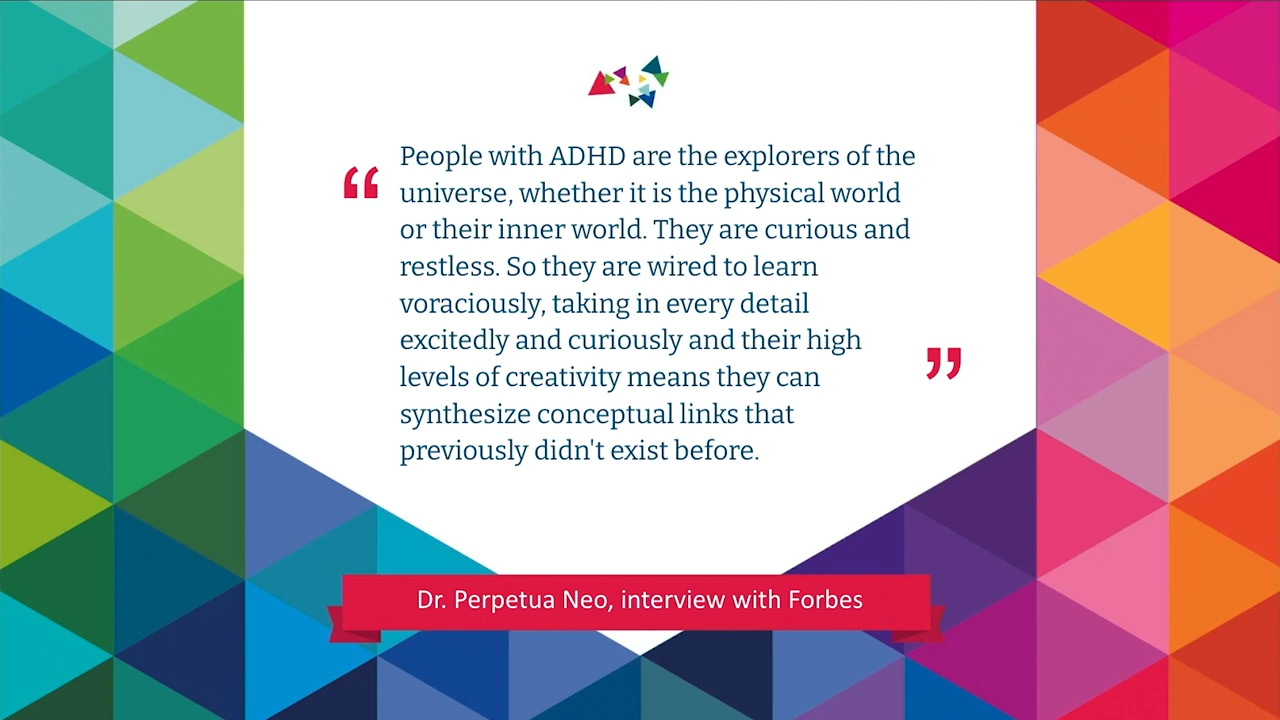 People with ADHD are the explorers of the
universe, whether it is the physical world
or their inner world. They are curious and
restless. So they are wired to learn
voraciously, taking in every detail
excitedly and curiously and their high
levels of creativity means they can
synthesize conceptual links that
previously didn't exist before.
Dr. Perpetua Neo, interview with Forbes